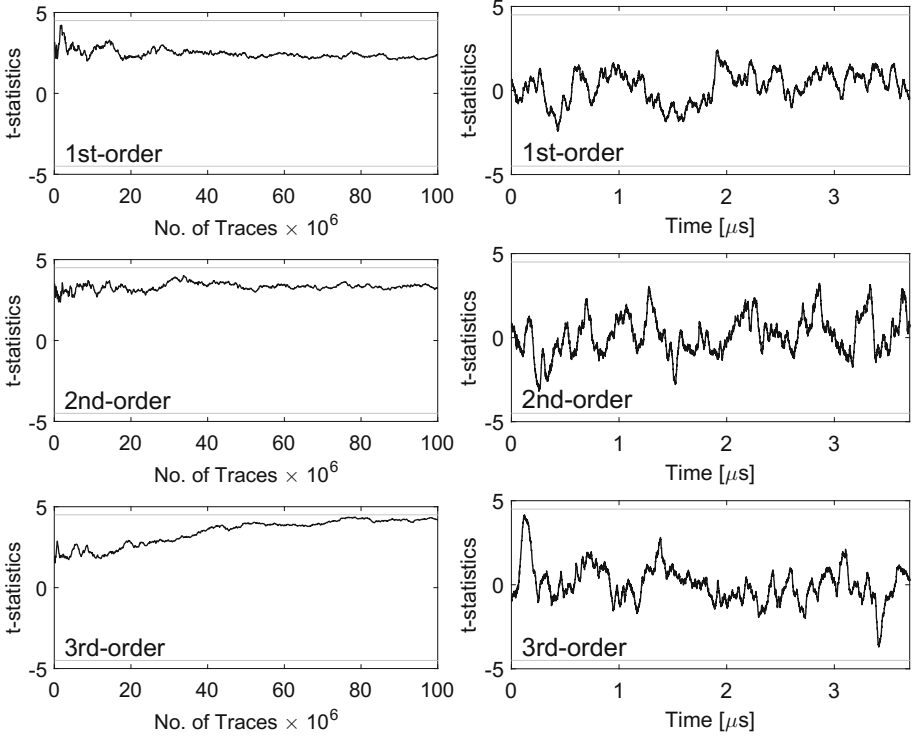 5
0
-5
t-statistics
1st-order
0 20 40 60 80 100
No. of Traces × 10^6
5
0
-5
t-statistics
1st-order
0 1 2 3
Time [μs]
5
0
-5
t-statistics
2nd-order
0 20 40 60 80 100
No. of Traces × 10^6
5
0
-5
t-statistics
2nd-order
0 1 2 3
Time [μs]
5
0
-5
t-statistics
3rd-order
0 20 40 60 80 100
No. of Traces × 10^6
5
0
-5
t-statistics
3rd-order
0 1 2 3
Time [μs]